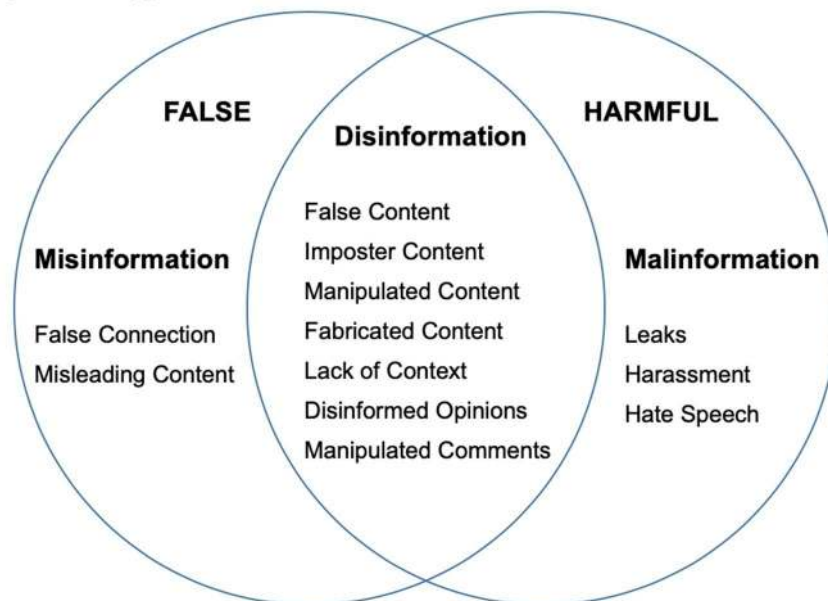 FALSE
HARMFUL
Disinformation
False Content
Imposter Content
Manipulated Content
Fabricated Content
Lack of Context
Disinformed Opinions
Manipulated Comments
Misinformation
False Connection
Misleading Content
Malinformation
Leaks
Harassment
Hate Speech